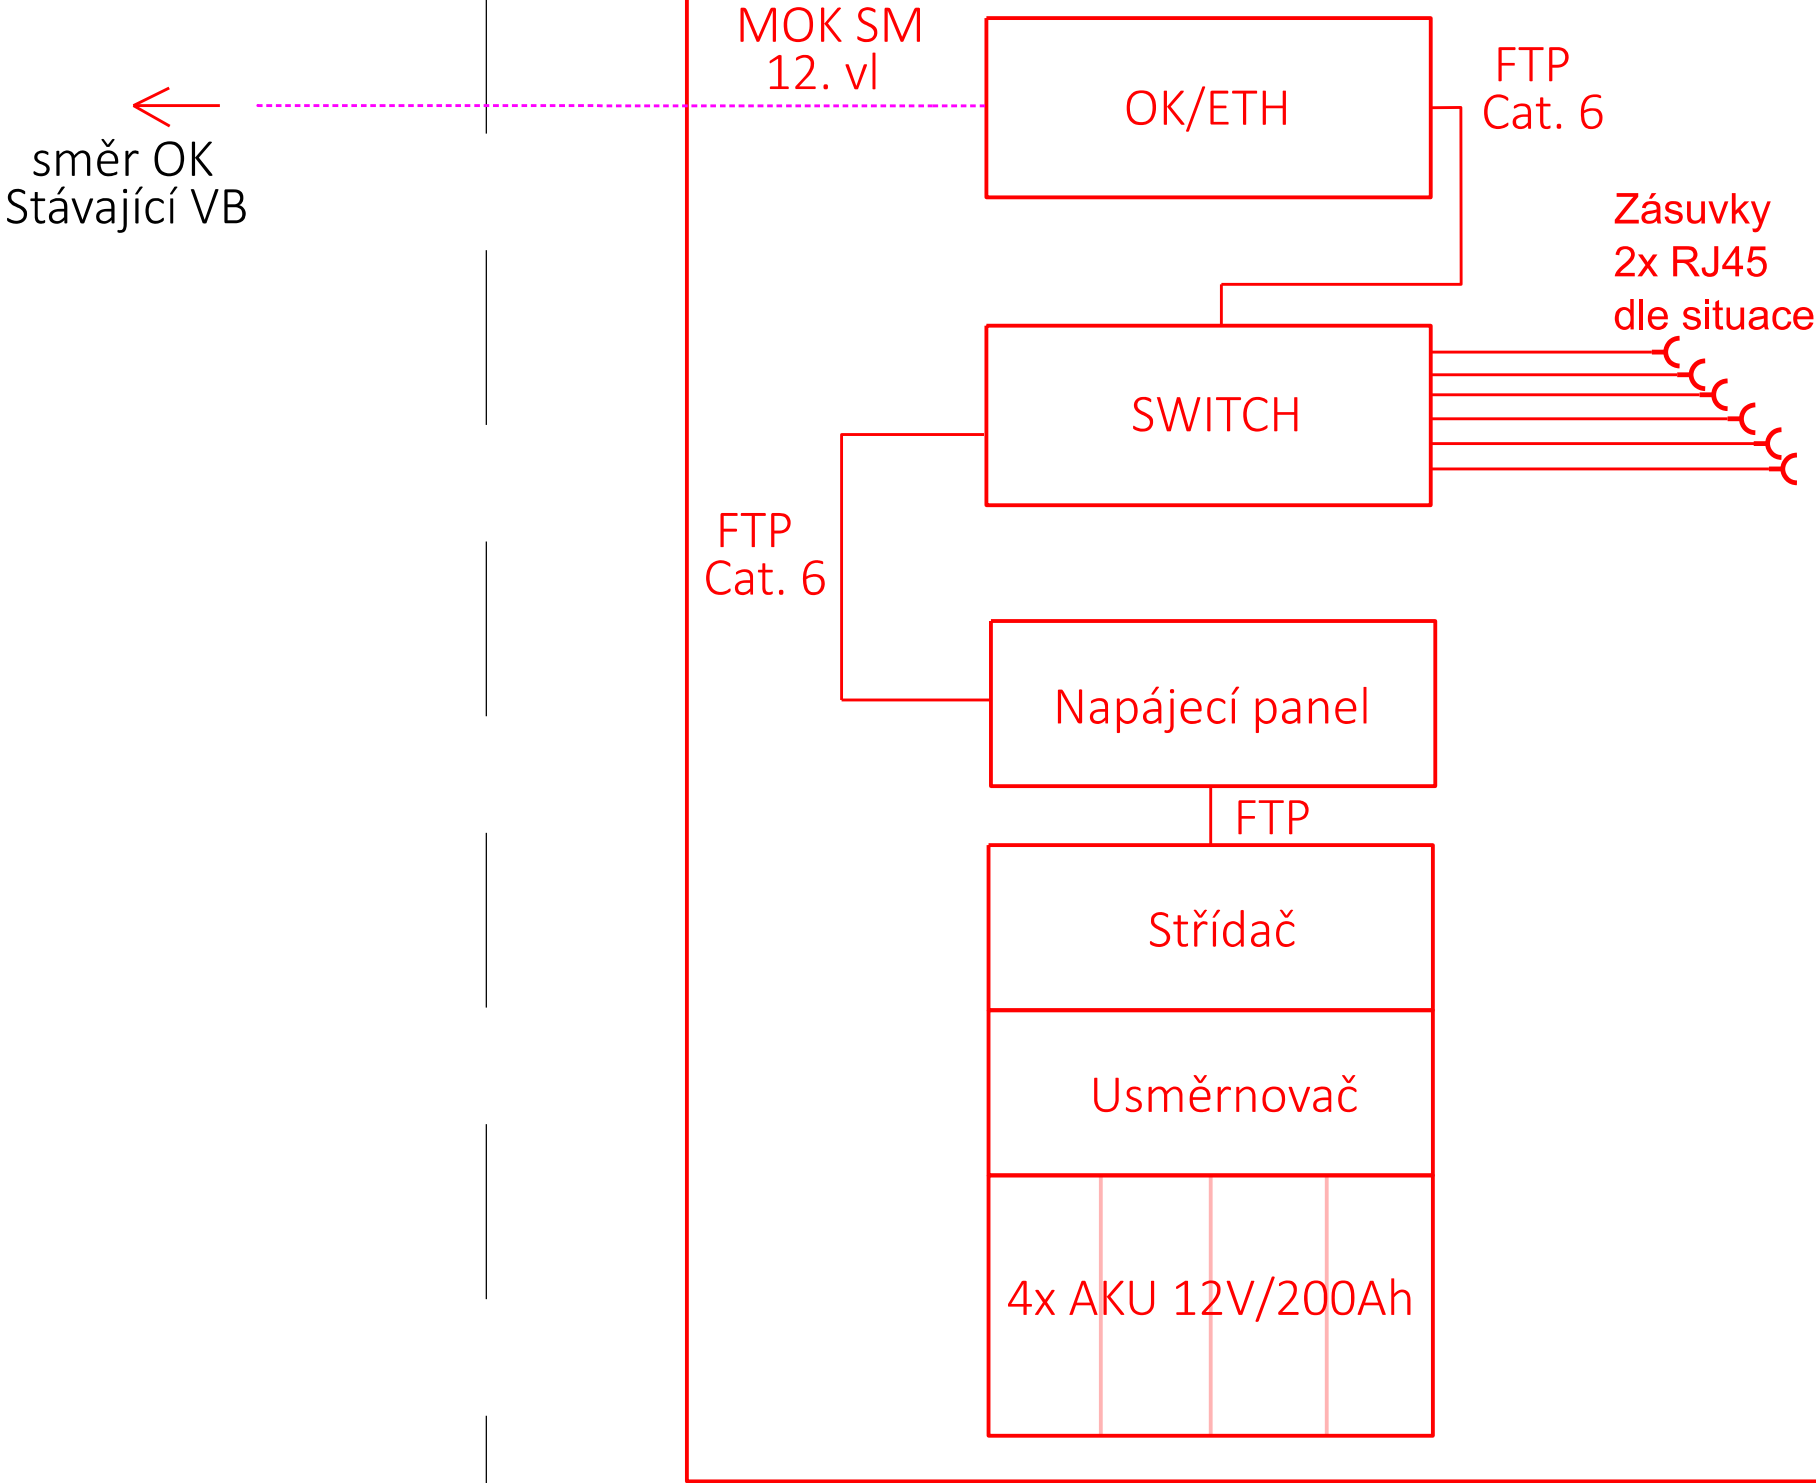 MOK SM
12. vl
OK/ETH
FTP
Cat. 6
směr OK
Stávající VB
Zásuvky
2x RJ45
dle situace
SWITCH
FTP
Cat. 6
Napájecí panel
FTP
Střídač
Usměrnovač
4x AKU 12V/200Ah